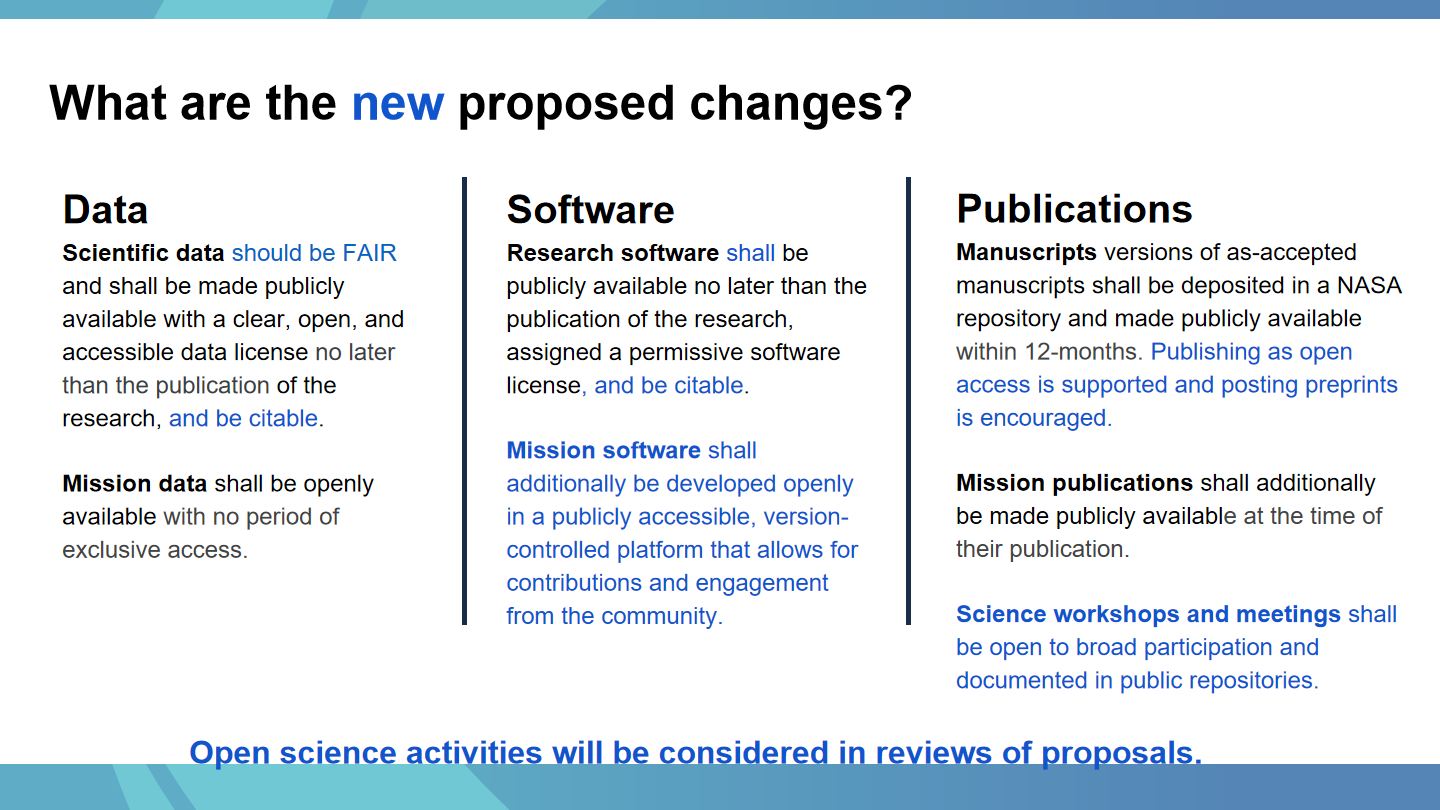 What are the new proposed changes?
Data
Scientific data should be FAIR
and shall be made publicly
available with a clear, open, and
accessible data license no later
than the publication of the
research, and be citable.
Mission data shall be openly
available with no period of
exclusive access.
Software
Research software shall be
publicly available no later than the
publication of the research,
assigned a permissive software
license, and be citable.
Mission software shall
additionally be developed openly
in a publicly accessible, version-
controlled platform that allows for
contributions and engagement
from the community.
Publications
Manuscripts versions of as-accepted
manuscripts shall be deposited in a NASA
repository and made publicly available
within 12-months. Publishing as open
access is supported and posting preprints
is encouraged.
Mission publications shall additionally
be made publicly available at the time of
their publication.
Science workshops and meetings shall
be open to broad participation and
documented in public repositories.
Open science activities will be considered in reviews of proposals.